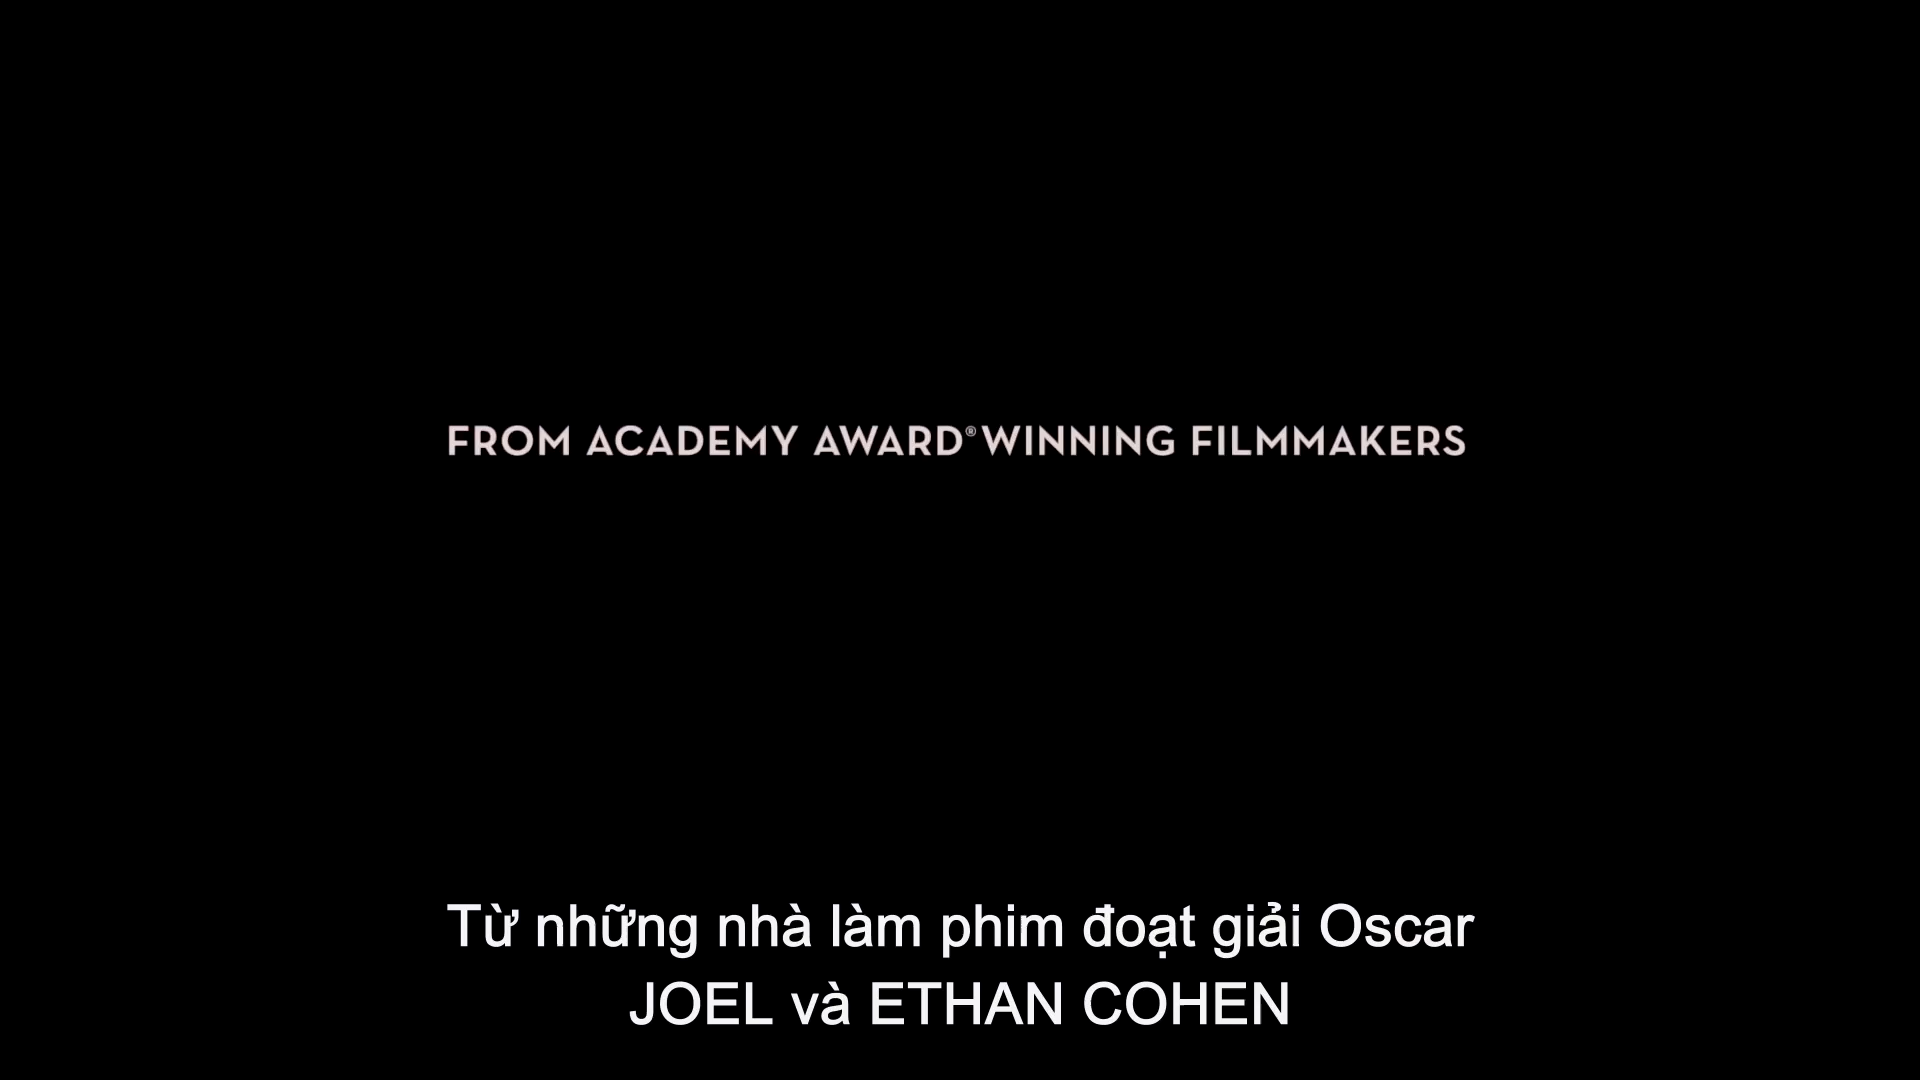 FROM ACADEMY AWARD® WINNING FILMMAKERS
Từ những nhà làm phim đoạt giải Oscar
JOEL và ETHAN COHEN